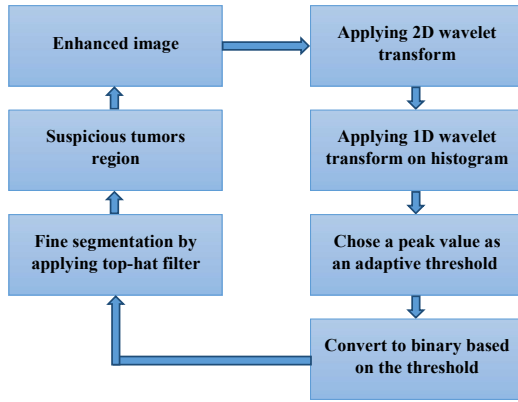 Enhanced image
Applying 2D wavelet
transform
Suspicious tumors
region
Applying 1D wavelet
transform on histogram
Fine segmentation by
applying top-hat filter
Chose a peak value as
an adaptive threshold
Convert to binary based
on the threshold